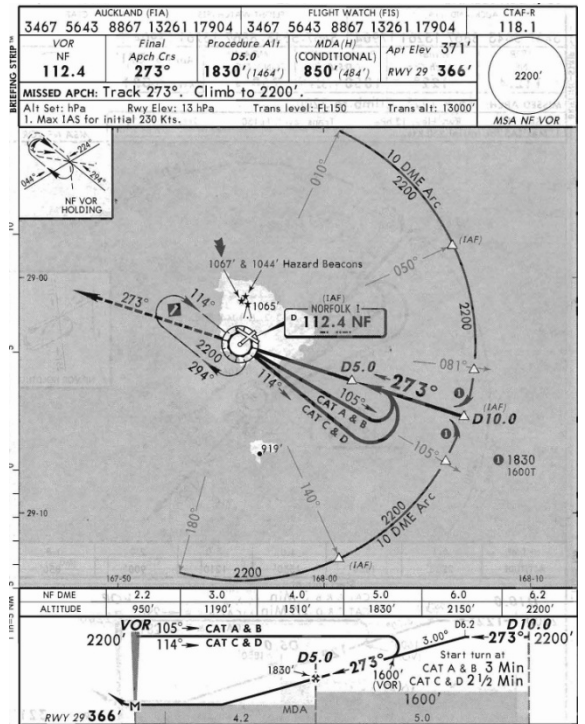 AUCKLAND (FIA) FLIGHT WATCH (FIS) CTAF-R
3467 5643 8867 13261 17904 3467 5643 8867 13261 17904 118.1
BRIEFING STRIP™
VOR NF 112.4
Final Apch Crs 273°
Procedure Alt. D5.0 1830' (1464')
MDA(H) (CONDITIONAL) 850' (484')
Apt Elev 371'
RWY 29 366'
2200'
MSA NF VOR
MISSED APCH: Track 273°. Climb to 2200'.
Alt Set: hPa Rwy Elev: 13 hPa Trans level: FL150 Trans alt: 13000'
1. Max IAS for initial 230 Kts.
224°
044°
294°
NF VOR
HOLDING
10 DME Arc
2200
010°
(IAF)
050°
2200
29-00
1067' & 1044' Hazard Beacons
1065'
(IAF)
NORFOLK I
D 112.4 NF
273°
114°
2200
294°
D5.0
273°
081°
1
(IAF)
D10.0
1
105°
CAT A & B
114°
CAT C & D
105°
1 1830
1600T
919'
140°
180°
29-10
2200
10 DME Arc
(IAF)
2200
167-50 168-00 168-10
NF DME 2.2 3.0 4.0 5.0 6.0 6.2
ALTITUDE 950' 1190' 1510' 1830' 2150' 2200'
VOR
2200'
105° CAT A & B
114° CAT C & D
D5.0
1830'
273°
1600'
(VOR)
3.00°
D6.2
273°
D10.0
2200'
Start turn at
CAT A & B 3 Min
CAT C & D 2 1/2 Min
M
RWY 29 366'
MDA
1600'
4.2 5.0